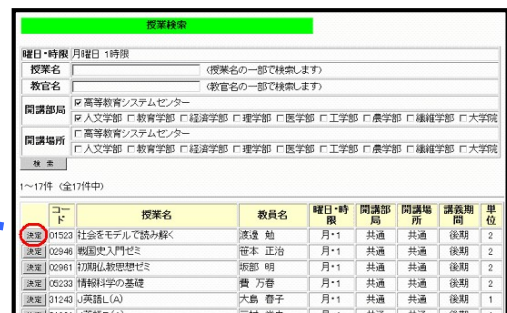 授業検索
曜日・時限 月曜日 1時限
授業名 (授業名の一部で検索します)
教官名 (教官名の一部で検索します)
開講部局 高等教育システムセンター
人文学部 教育学部 経済学部 理学部 医学部 工学部 農学部 繊維学部 大学院
開講場所 高等教育システムセンター
人文学部 教育学部 経済学部 理学部 医学部 工学部 農学部 繊維学部 大学院
検 索
1～17件 (全17件中)
コード 授業名 教員名 曜日・時限 開講部局 開講場所 講義期間 単位
決定 01523 社会をモデルで読み解く 渡邉 勉 月・1 共通 共通 後期 2
決定 02946 戦国史入門ゼミ 笹本 正治 月・1 共通 共通 後期 2
決定 02961 初期仏教思想ゼミ 坂部 明 月・1 共通 共通 後期 2
決定 05233 情報科学の基礎 費 万春 月・1 共通 共通 後期 2
決定 31243 J英語L(A) 大島 春子 月・1 共通 共通 後期 1